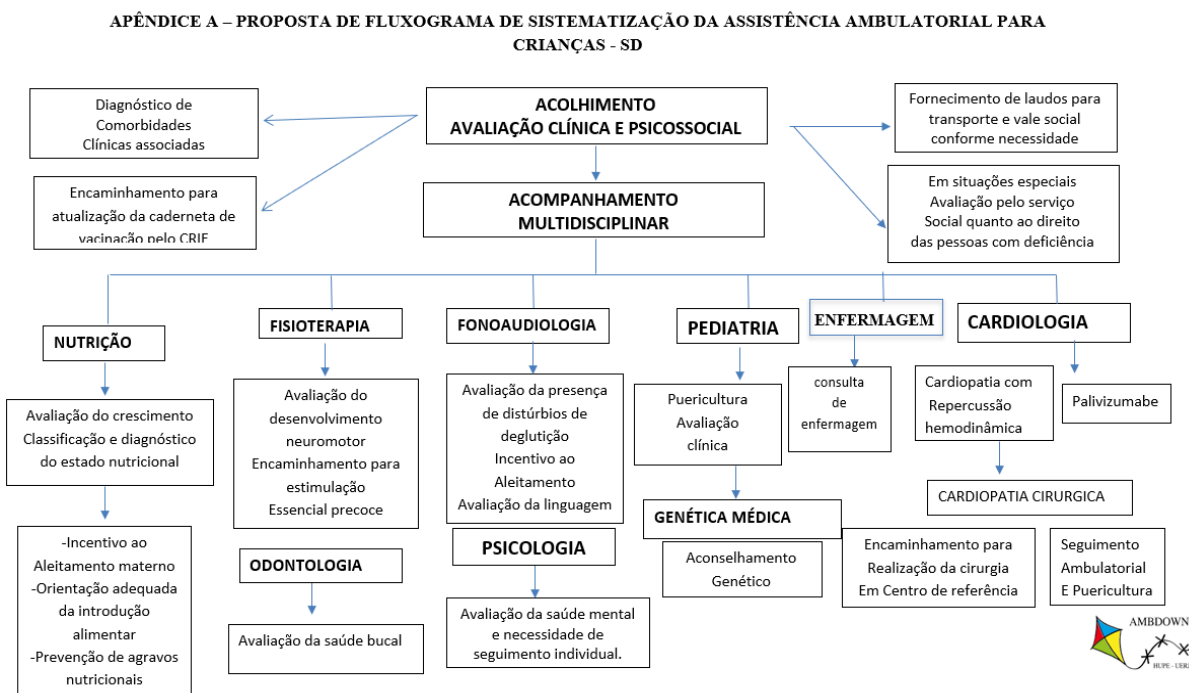 APÊNDICE A – PROPOSTA DE FLUXOGRAMA DE SISTEMATIZAÇÃO DA ASSISTÊNCIA AMBULATORIAL PARA
CRIANÇAS - SD
Diagnóstico de
Comorbidades
Clínicas associadas
ACOLHIMENTO
AVALIAÇÃO CLÍNICA E PSICOSSOCIAL
Fornecimento de laudos para
transporte e vale social
conforme necessidade
Encaminhamento para
atualização da caderneta de
vacinação pelo CRIE
ACOMPANHAMENTO
MULTIDISCIPLINAR
Em situações especiais
Avaliação pelo serviço
Social quanto ao direito
das pessoas com deficiência
NUTRIÇÃO
Avaliação do crescimento
Classificação e diagnóstico
do estado nutricional
-Incentivo ao
Aleitamento materno
-Orientação adequada
da introdução
alimentar
-Prevenção de agravos
nutricionais
FISIOTERAPIA
Avaliação do
desenvolvimento
neuromotor
Encaminhamento para
estimulação
Essencial precoce
ODONTOLOGIA
Avaliação da saúde bucal
FONOAUDIOLOGIA
Avaliação da presença
de distúrbios de
deglutição
Incentivo ao
Aleitamento
Avaliação da linguagem
PSICOLOGIA
Avaliação da saúde mental
e necessidade de
seguimento individual.
PEDIATRIA
Puericultura
Avaliação
clínica
GENÉTICA MÉDICA
Aconselhamento
Genético
ENFERMAGEM
consulta
de
enfermagem
CARDIOLOGIA
Cardiopatia com
Repercussão
hemodinâmica
Palivizumabe
CARDIOPATIA CIRURGICA
Encaminhamento para
Realização da cirurgia
Em Centro de referência
Seguimento
Ambulatorial
E Puericultura
AMBDOWN
HUPE - UERJ